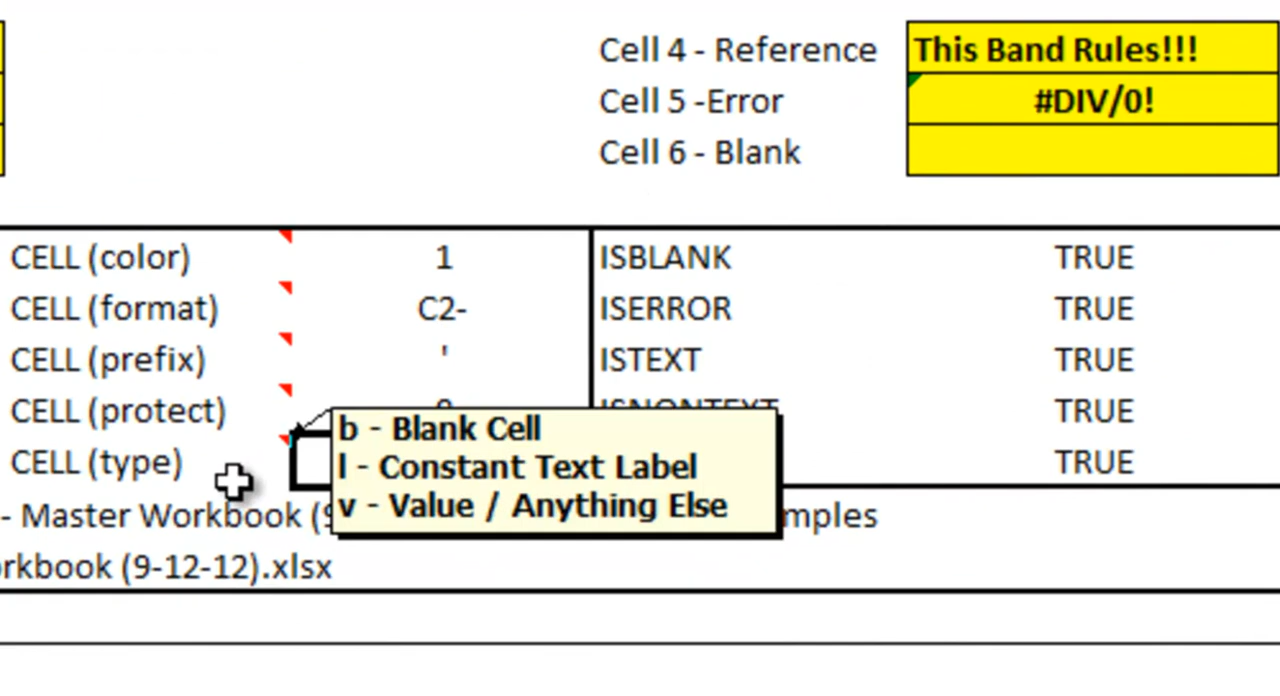 Cell 4 - Reference This Band Rules!!!
Cell 5 -Error #DIV/0!
Cell 6 - Blank
CELL (color) 1 ISBLANK TRUE
CELL (format) C2- ISERROR TRUE
CELL (prefix) ' ISTEXT TRUE
CELL (protect) ISNONTEXT TRUE
b - Blank Cell
l - Constant Text Label
v - Value / Anything Else
CELL (type) TRUE
- Master Workbook ( mples
rkbook (9-12-12).xlsx